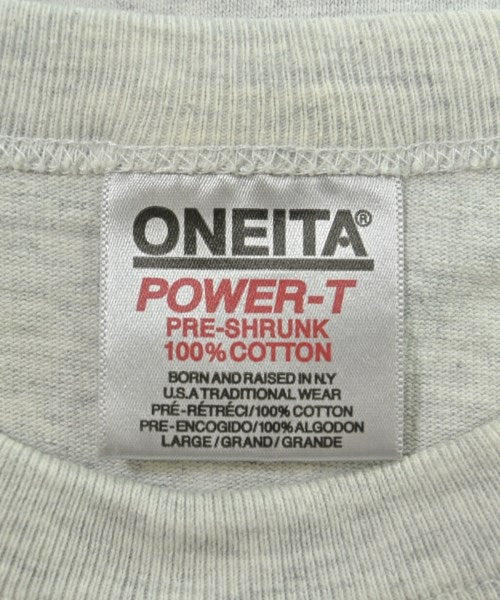 ONEITA®
POWER-T
PRE-SHRUNK
100% COTTON
BORN AND RAISED IN N.Y
U.S.A TRADITIONAL WEAR
PRÉ-RÉTRÉCI/100% COTTON
PRE-ENCOGIDO/100% ALGODON
LARGE/GRAND/GRANDE